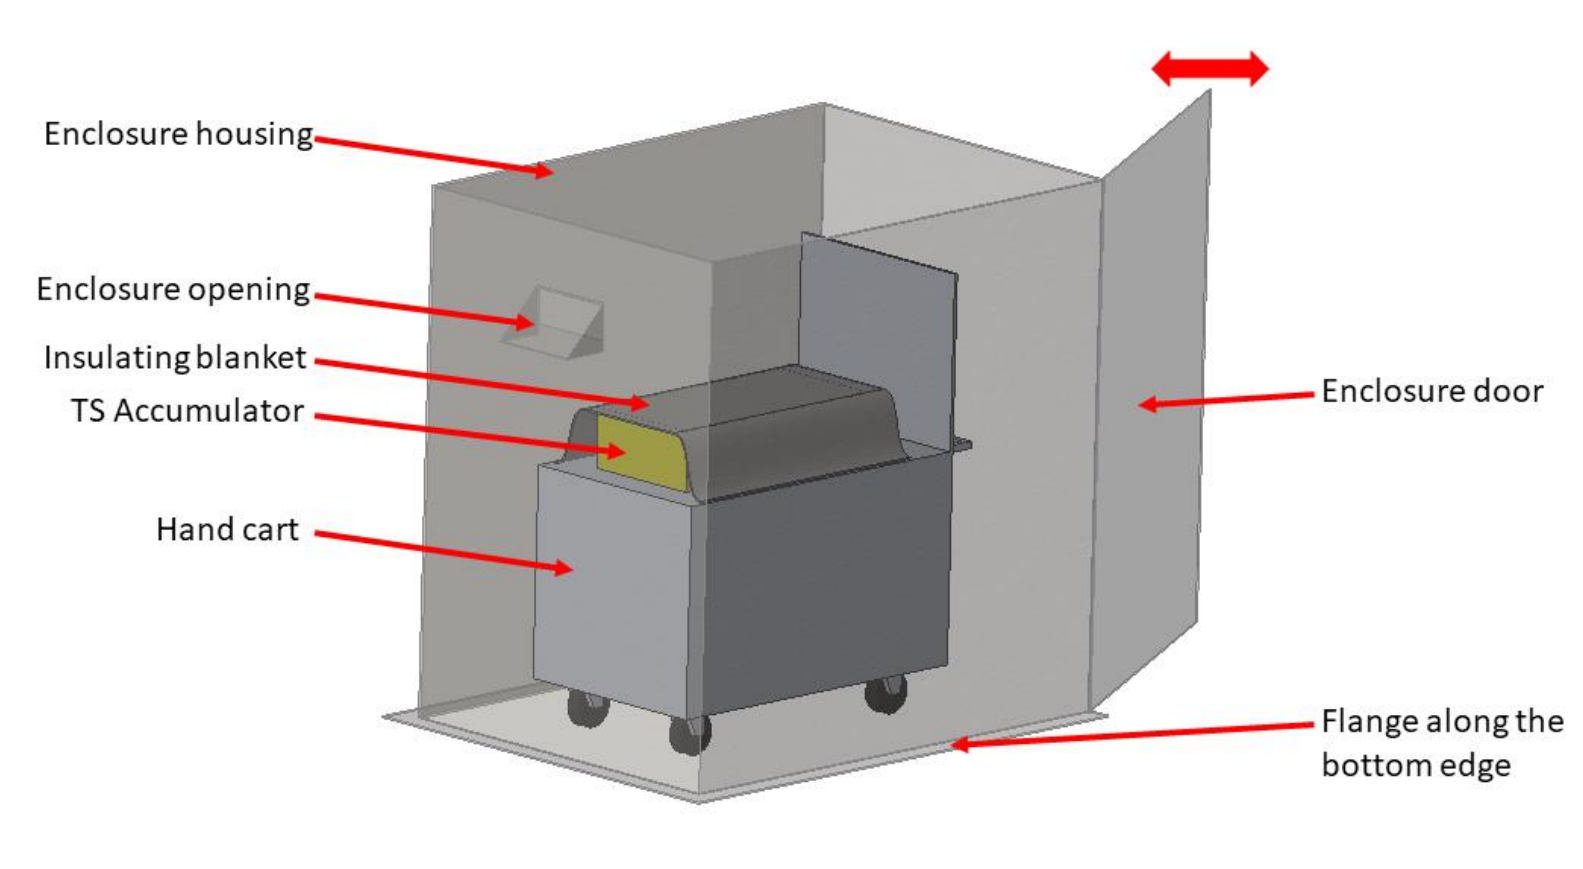 Enclosure housing
Enclosure opening
Insulating blanket
TS Accumulator
Hand cart
Enclosure door
Flange along the
bottom edge